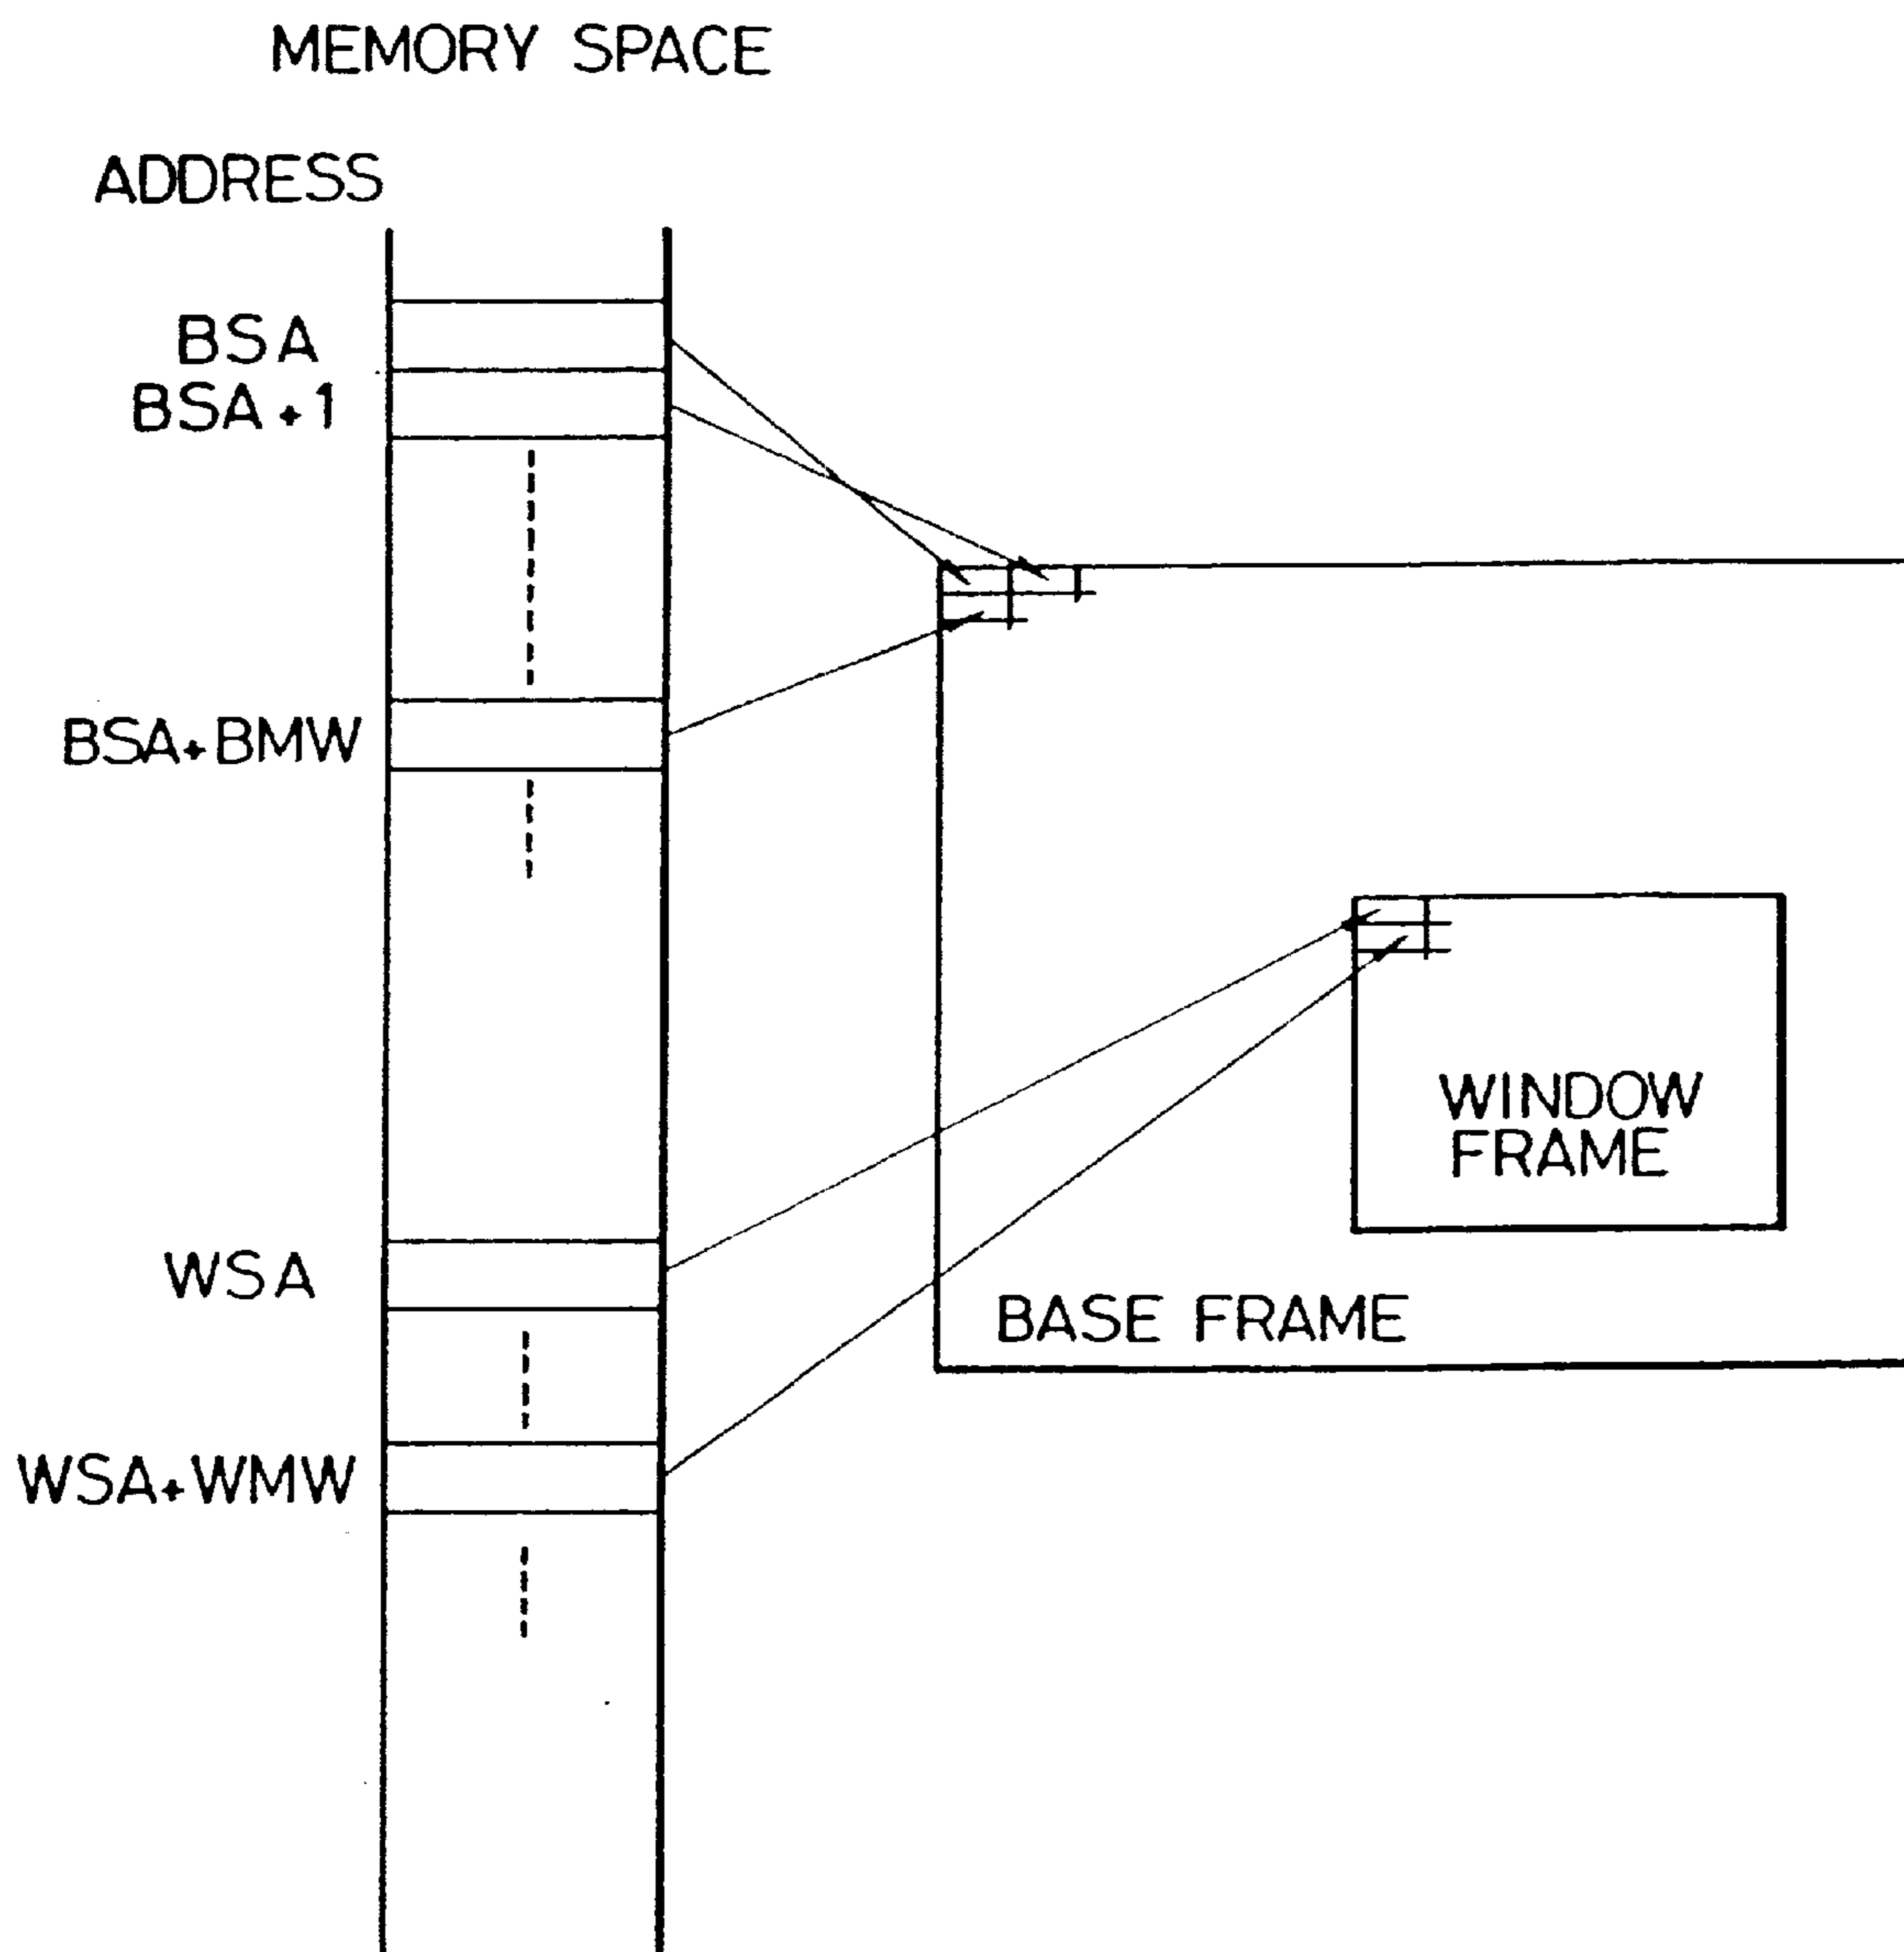 MEMORY SPACE
ADDRESS
BSA
BSA+1
BSA+BMW
WSA
WSA+WMW
WINDOW
FRAME
BASE FRAME